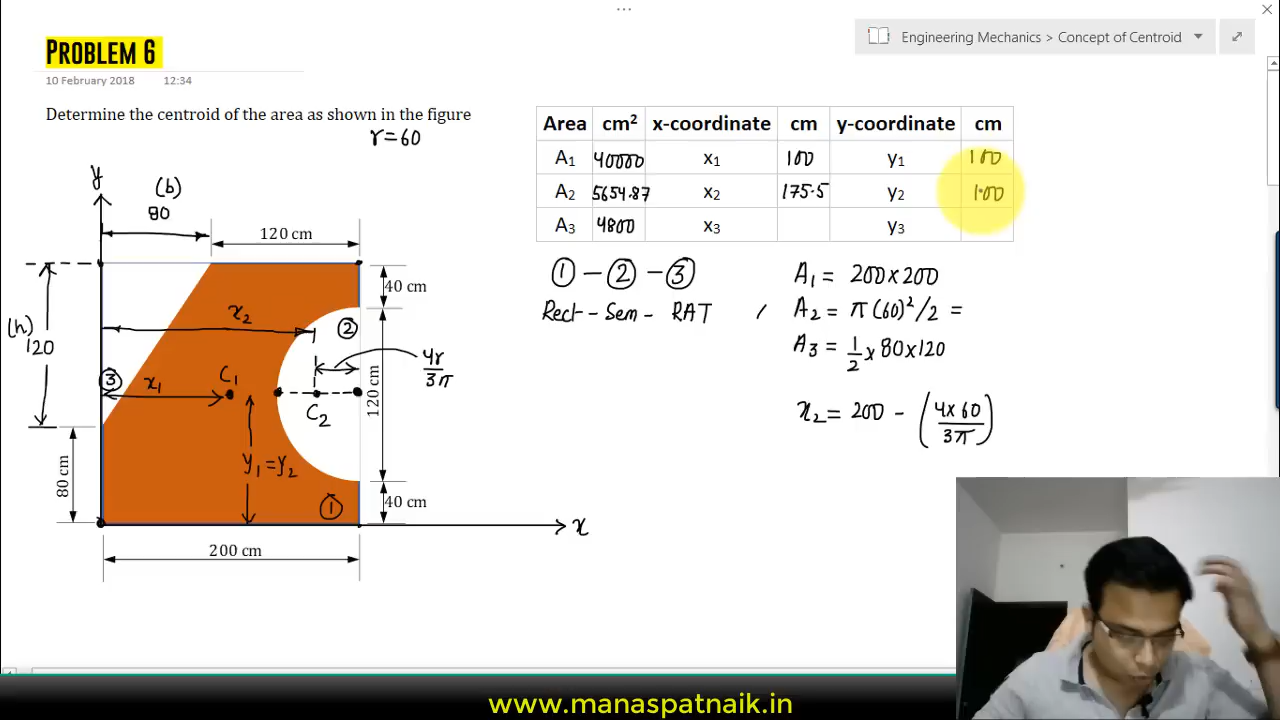 PROBLEM 6
10 February 2018 12:34
Engineering Mechanics > Concept of Centroid
Determine the centroid of the area as shown in the figure
r=60
Area cm² x-coordinate cm y-coordinate cm
A₁ 40000 x₁ 100 y₁ 100
A₂ 5654.87 x₂ 175.5 y₂ 100
A₃ 4800 x₃ y₃
① - ② - ③
Rect - Sem - RAT
A₁ = 200x200
A₂ = π(60)²/2 =
A₃ = 1/2 x 80x120
x₂ = 200 - (4x60/3π)
y
(b)
80
120 cm
40 cm
x₂
②
(h)
120
4r/3π
③
x₁
C₁
C₂
120 cm
y₁=y₂
80 cm
①
40 cm
x
200 cm
www.manaspatnaik.in